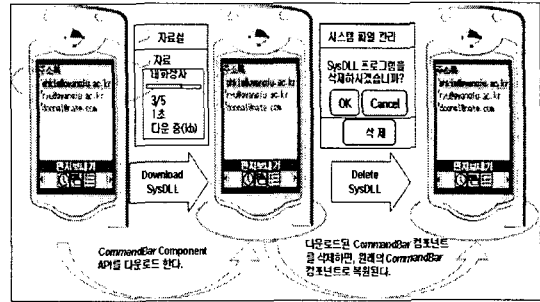 주소록
자료실
자료
대화상자
3/5
1초
다운 중(kb)
Download
SysDLL
편지보내기
주소록
편지보내기
시스템 파일 관리
SysDLL 프로그램을
삭제하시겠습니까?
OK
Cancel
삭 제
Delete
SysDLL
주소록
편지보내기
CommandBar Component
API를 다운로드 한다.
다운로드된 CommandBar 컴포넌트
를 삭제하면, 원래의 CommandBar
컴포넌트로 복원된다.